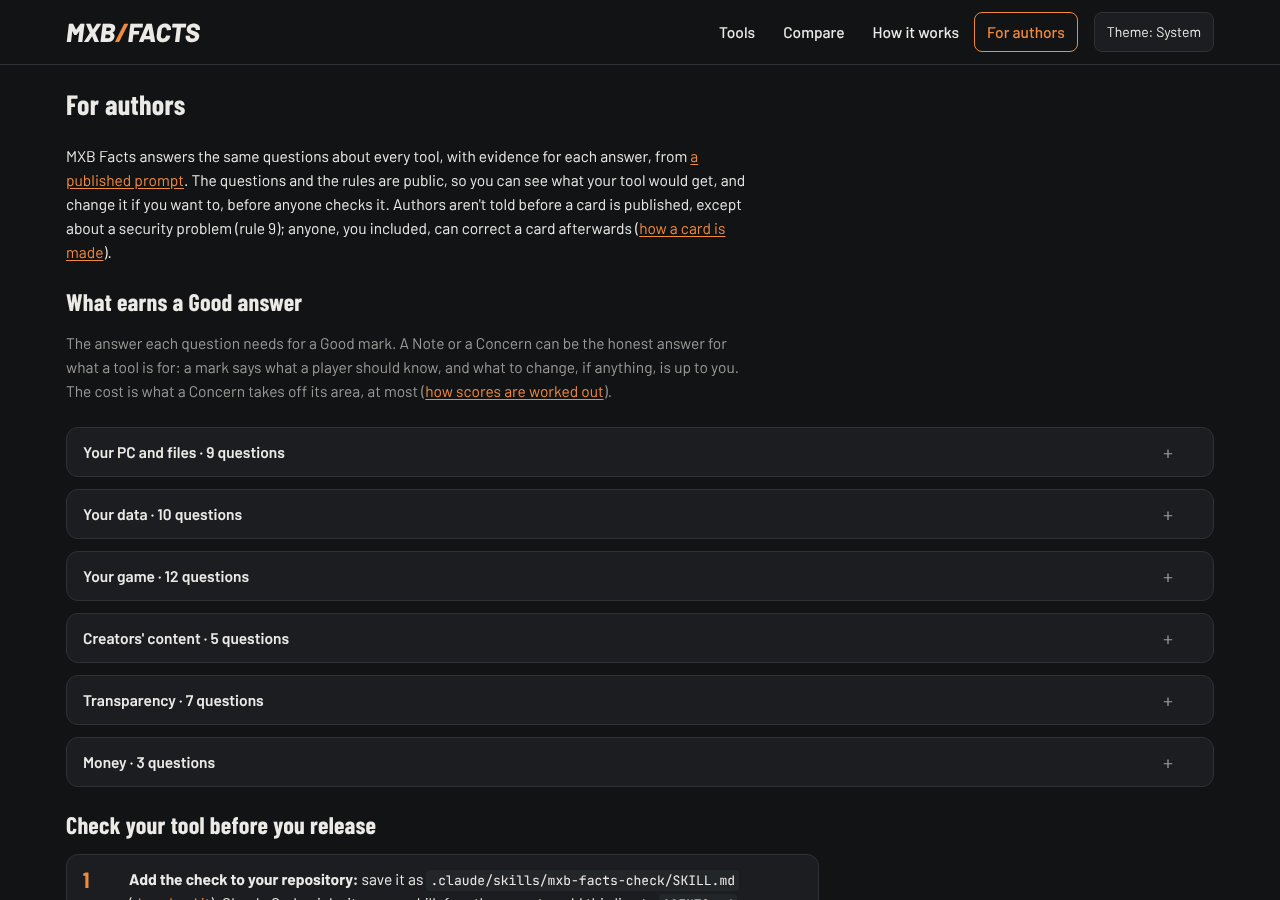 MXB/FACTS
Tools
Compare
How it works
For authors
Theme: System
For authors
MXB Facts answers the same questions about every tool, with evidence for each answer, from a
published prompt. The questions and the rules are public, so you can see what your tool would get, and
change it if you want to, before anyone checks it. Authors aren't told before a card is published, except
about a security problem (rule 9); anyone, you included, can correct a card afterwards (how a card is
made).
What earns a Good answer
The answer each question needs for a Good mark. A Note or a Concern can be the honest answer for
what a tool is for: a mark says what a player should know, and what to change, if anything, is up to you.
The cost is what a Concern takes off its area, at most (how scores are worked out).
Your PC and files · 9 questions +
Your data · 10 questions +
Your game · 12 questions +
Creators' content · 5 questions +
Transparency · 7 questions +
Money · 3 questions +
Check your tool before you release
1 Add the check to your repository: save it as .claude/skills/mxb-facts-check/SKILL.md